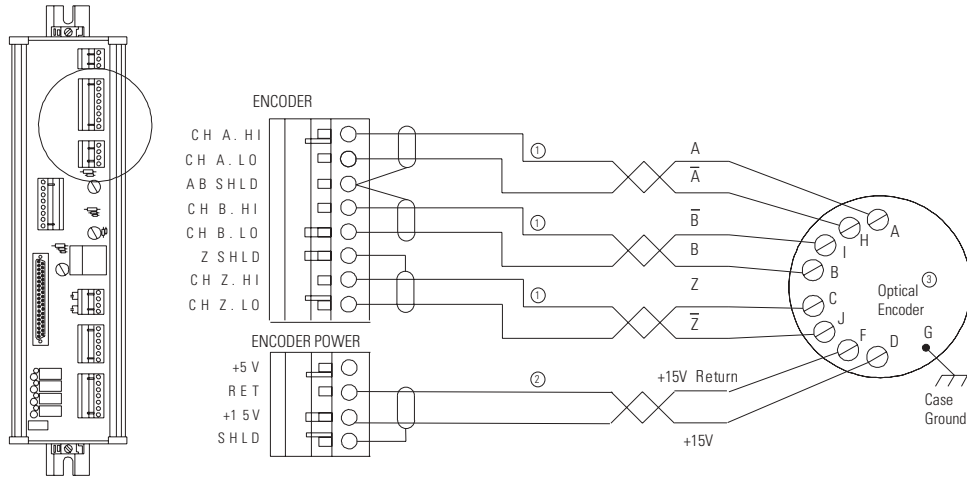 ENCODER
CH A. HI
CH A. LO
AB SHLD
CH B. HI
CH B. LO
Z SHLD
CH Z. HI
CH Z. LO
ENCODER POWER
+5 V
RET
+15V
SHLD
①
①
①
②
A
A̅
B̅
B
Z
Z̅
+15V Return
+15V
A
H
I
B
C
J
F
D
G
Optical ③
Encoder
Case
Ground